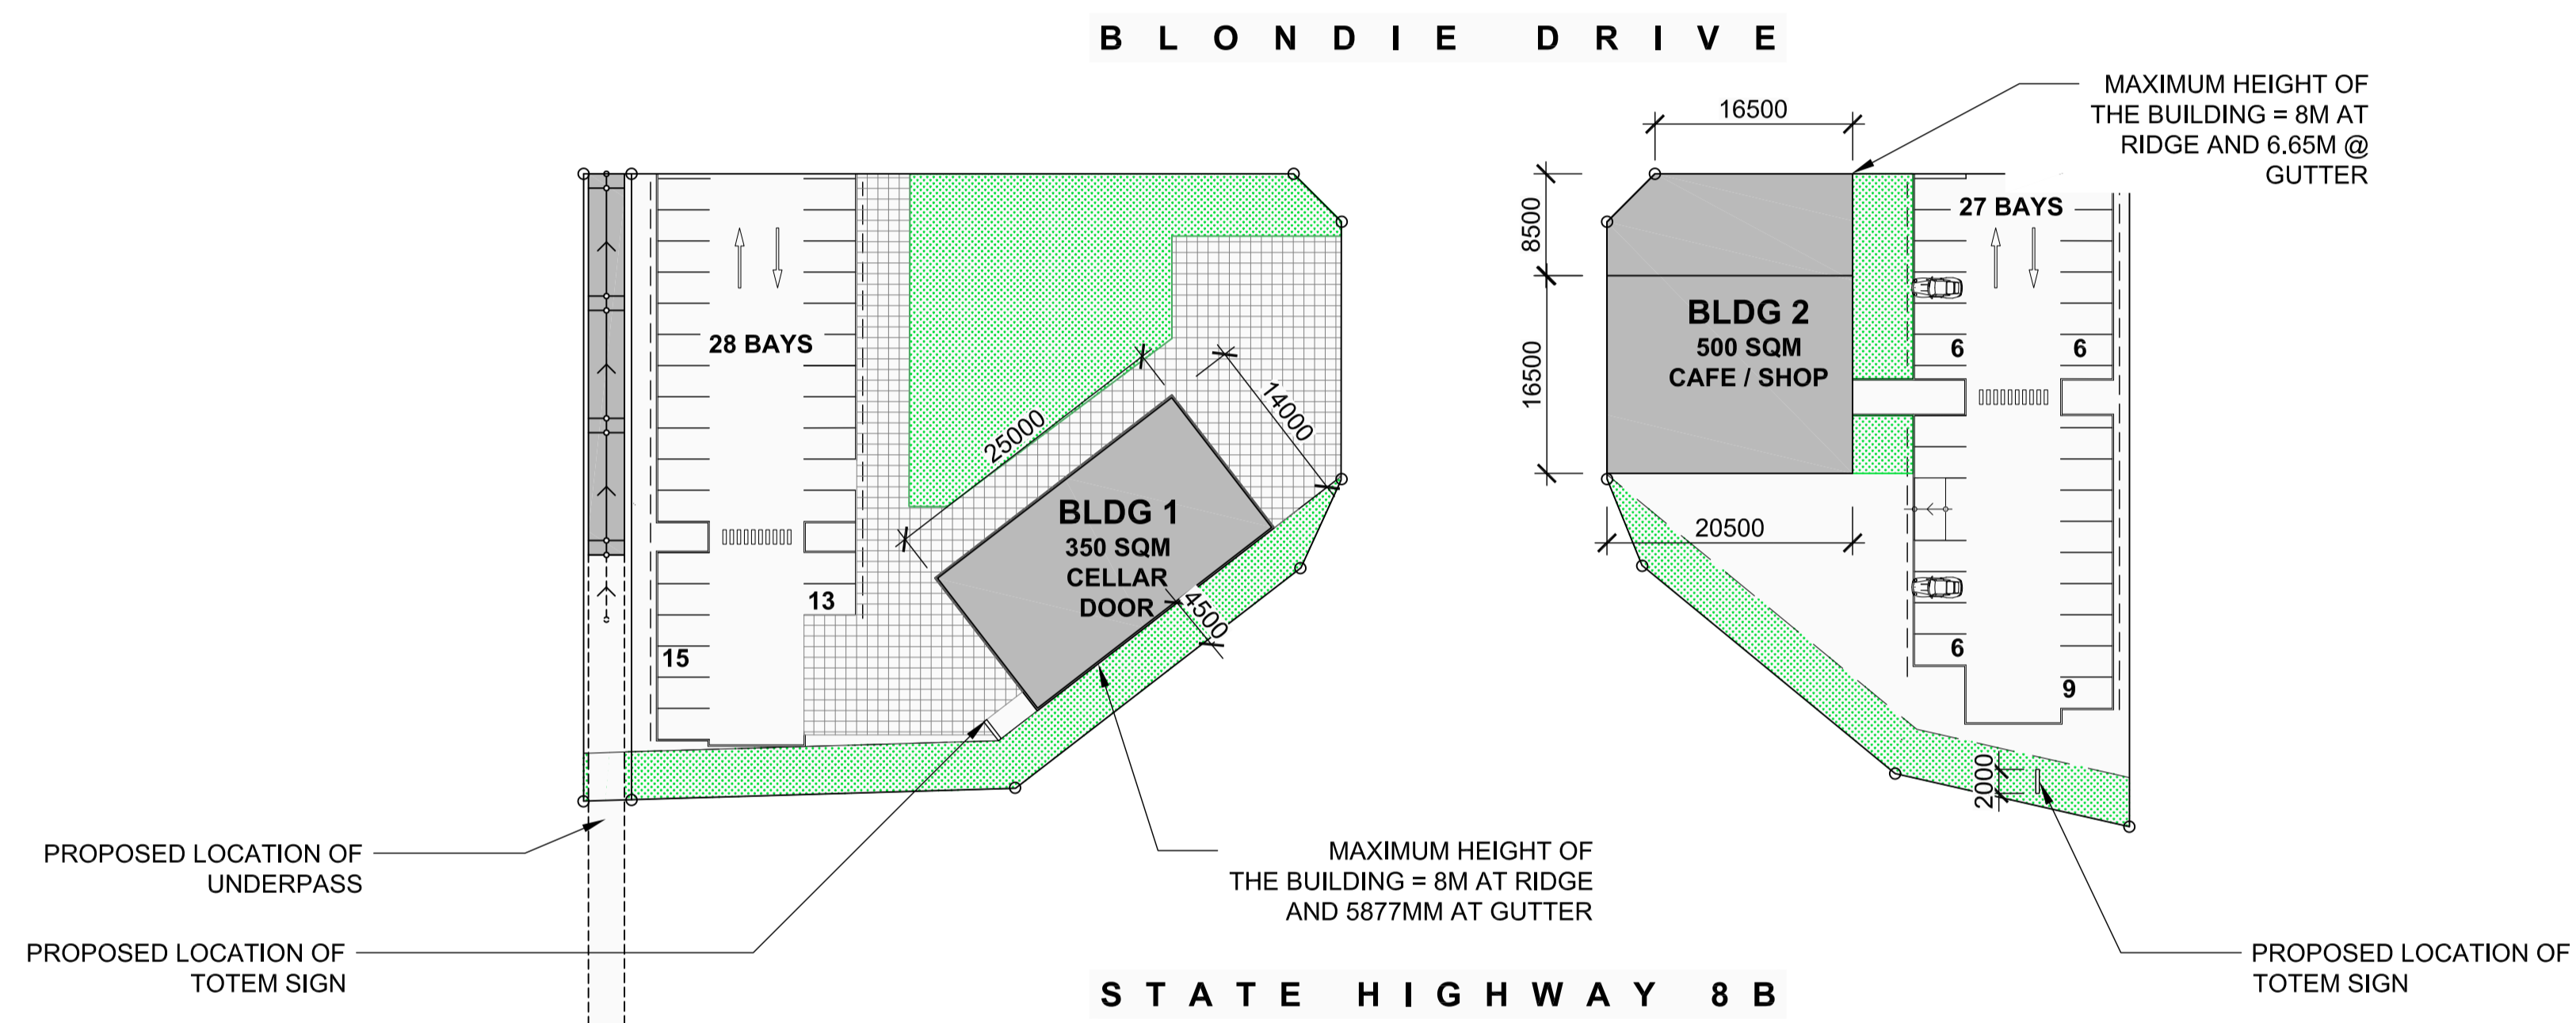 BLONDIE DRIVE
MAXIMUM HEIGHT OF
THE BUILDING = 8M AT
RIDGE AND 6.65M @
GUTTER
16500
8500
16500
20500
27 BAYS
BLDG 2
500 SQM
CAFE / SHOP
6
6
6
9
2000
28 BAYS
13
15
25000
14000
BLDG 1
350 SQM
CELLAR
DOOR
4500
PROPOSED LOCATION OF
UNDERPASS
PROPOSED LOCATION OF
TOTEM SIGN
MAXIMUM HEIGHT OF
THE BUILDING = 8M AT RIDGE
AND 5877MM AT GUTTER
PROPOSED LOCATION OF
TOTEM SIGN
STATE HIGHWAY 8B